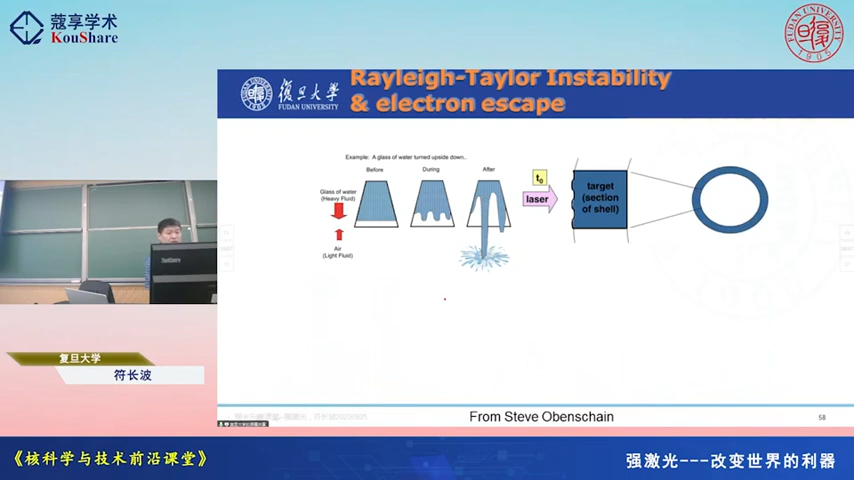 蔻享学术
KouShare
FUDAN UNIVERSITY
1905
復旦大學
FUDAN UNIVERSITY
Rayleigh-Taylor Instability
& electron escape
Example: A glass of water turned upside down..
Before
During
After
Glass of water
(Heavy Fluid)
Air
(Light Fluid)
t₀
laser
target
(section
of shell)
复旦大学
符长波
From Steve Obenschain
58
《核科学与技术前沿课堂》
强激光---改变世界的利器